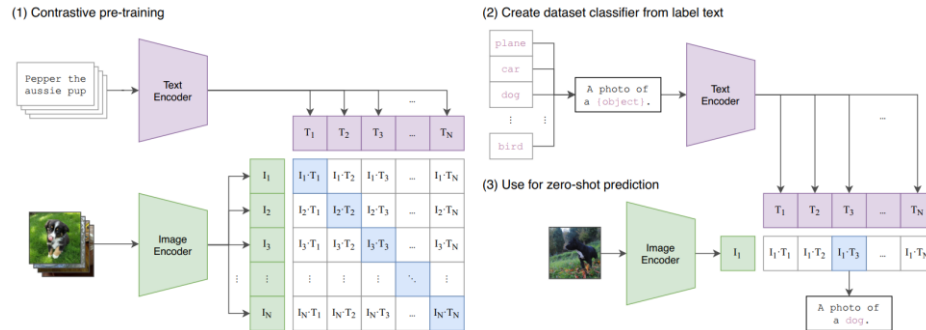 (1) Contrastive pre-training
Pepper the
aussie pup
Text
Encoder
...
T1 T2 T3 ... TN
Image
Encoder
I1 I1·T1 I1·T2 I1·T3 ... I1·TN
I2 I2·T1 I2·T2 I2·T3 ... I2·TN
I3 I3·T1 I3·T2 I3·T3 ... I3·TN
⋮ ⋮ ⋮ ⋮ ⋱ ⋮
IN IN·T1 IN·T2 IN·T3 ... IN·TN
(2) Create dataset classifier from label text
plane
car
dog
⋮ ⋮
bird
A photo of
a {object}.
Text
Encoder
...
(3) Use for zero-shot prediction
T1 T2 T3 ... TN
Image
Encoder
I1 I1·T1 I1·T2 I1·T3 ... I1·TN
A photo of
a dog.